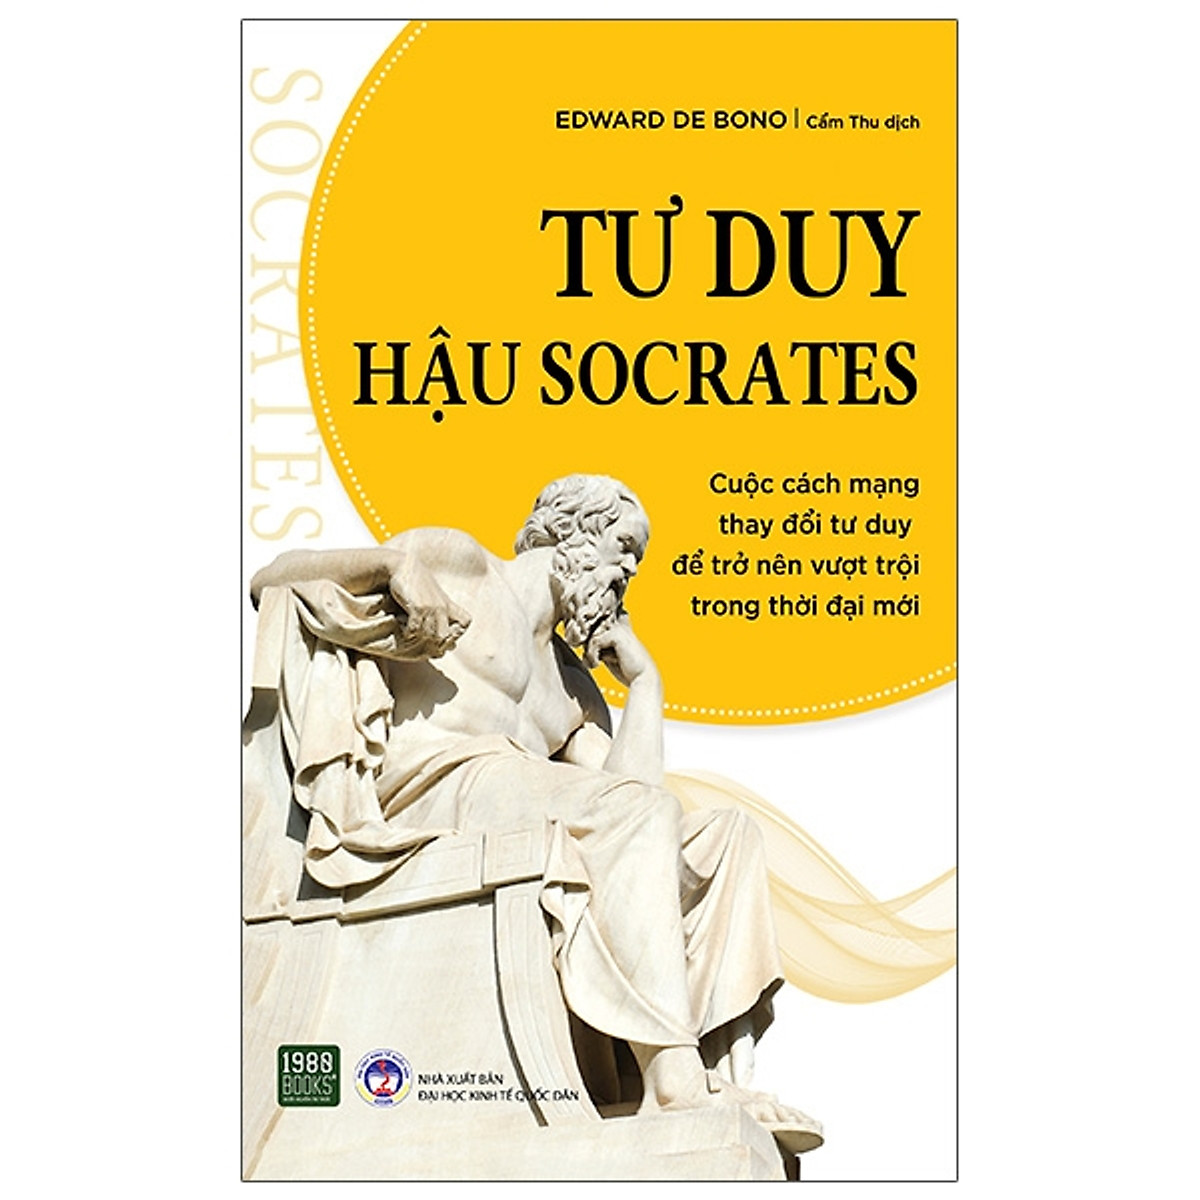 SOCRATES
EDWARD DE BONO | Cẩm Thu dịch
TƯ DUY
HẬU SOCRATES
Cuộc cách mạng
thay đổi tư duy
để trở nên vượt trội
trong thời đại mới
1980
BOOKS
NHÀ XUẤT BẢN
ĐẠI HỌC KINH TẾ QUỐC DÂN